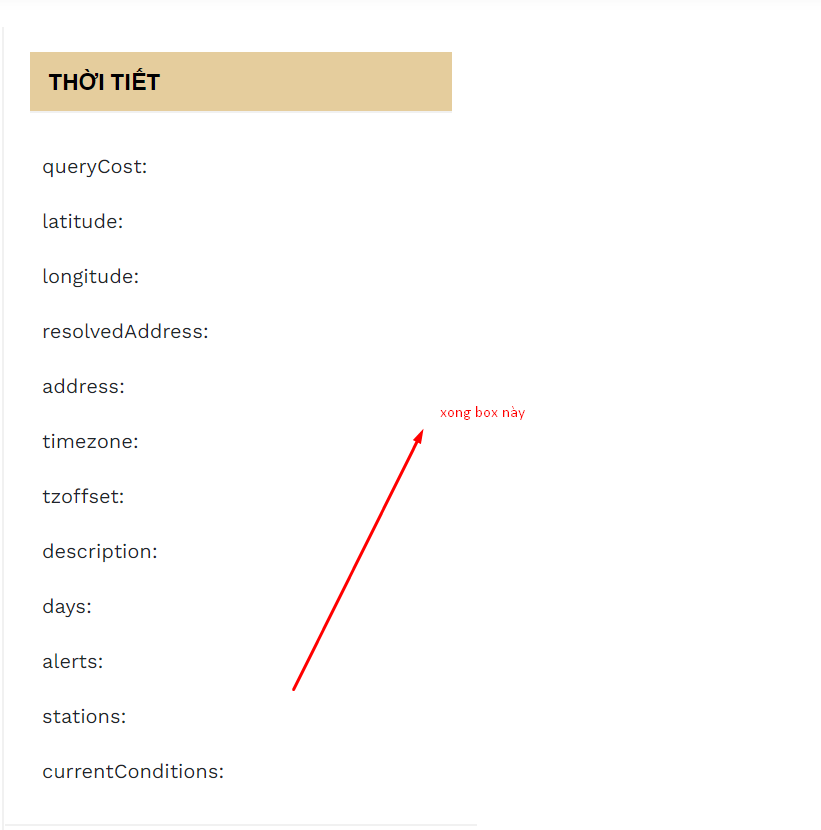 THỜI TIẾT
queryCost:
latitude:
longitude:
resolvedAddress:
address:
xong box này
timezone:
tzoffset:
description:
days:
alerts:
stations:
currentConditions: